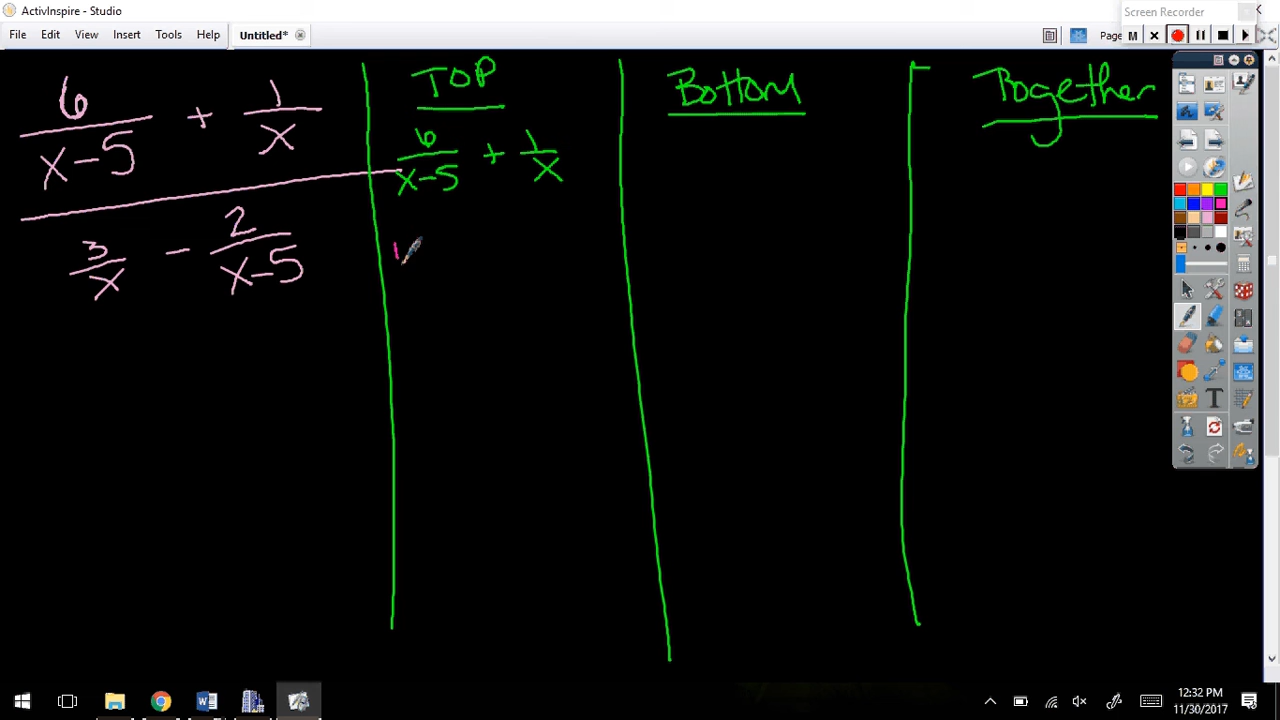 ActivInspire - Studio
Screen Recorder
File Edit View Insert Tools Help Untitled* Page
M
TOP Bottom Together
6/(x-5) + 1/x
6/(x-5) + 1/x
3/x - 2/(x-5)
12:32 PM
11/30/2017